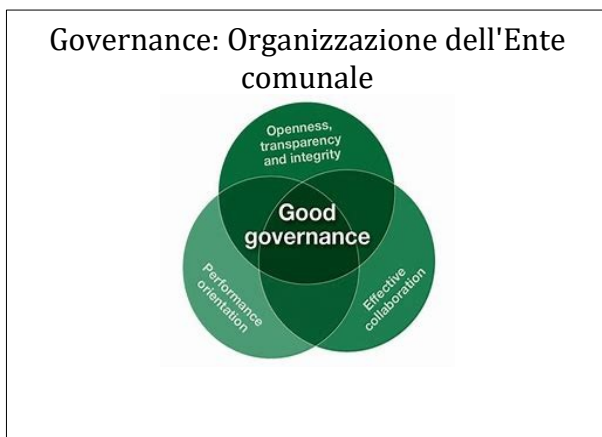 Governance: Organizzazione dell'Ente
comunale
Openness,
transparency
and integrity
Good
governance
Performance
orientation
Effective
collaboration